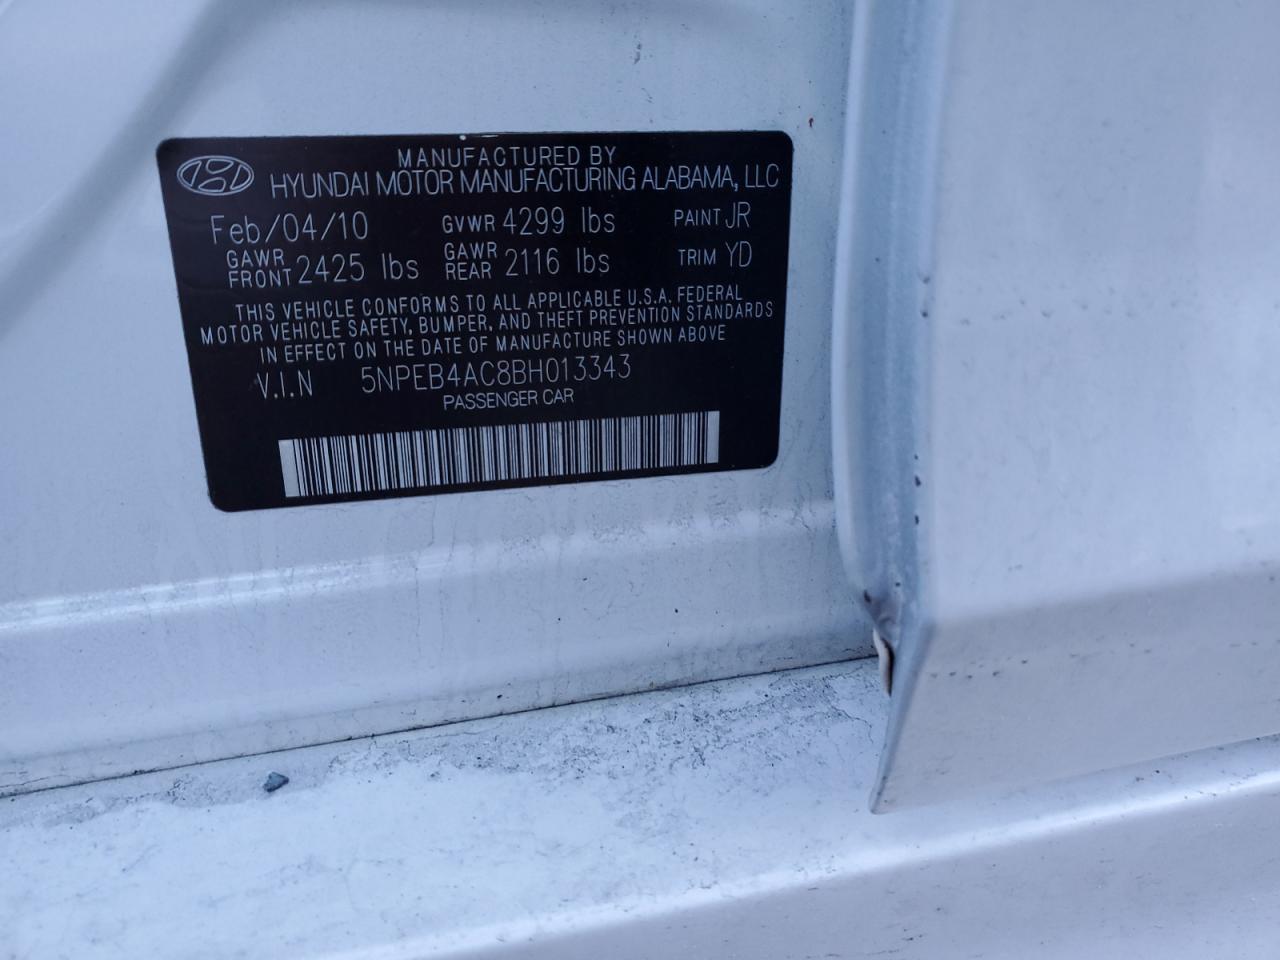 MANUFACTURED BY
HYUNDAI MOTOR MANUFACTURING ALABAMA, LLC
Feb/04/10 GVWR 4299 lbs PAINT JR
GAWR FRONT 2425 lbs GAWR REAR 2116 lbs TRIM YD
THIS VEHICLE CONFORMS TO ALL APPLICABLE U.S.A. FEDERAL
MOTOR VEHICLE SAFETY, BUMPER, AND THEFT PREVENTION STANDARDS
IN EFFECT ON THE DATE OF MANUFACTURE SHOWN ABOVE
V.I.N 5NPEB4AC8BH013343
PASSENGER CAR